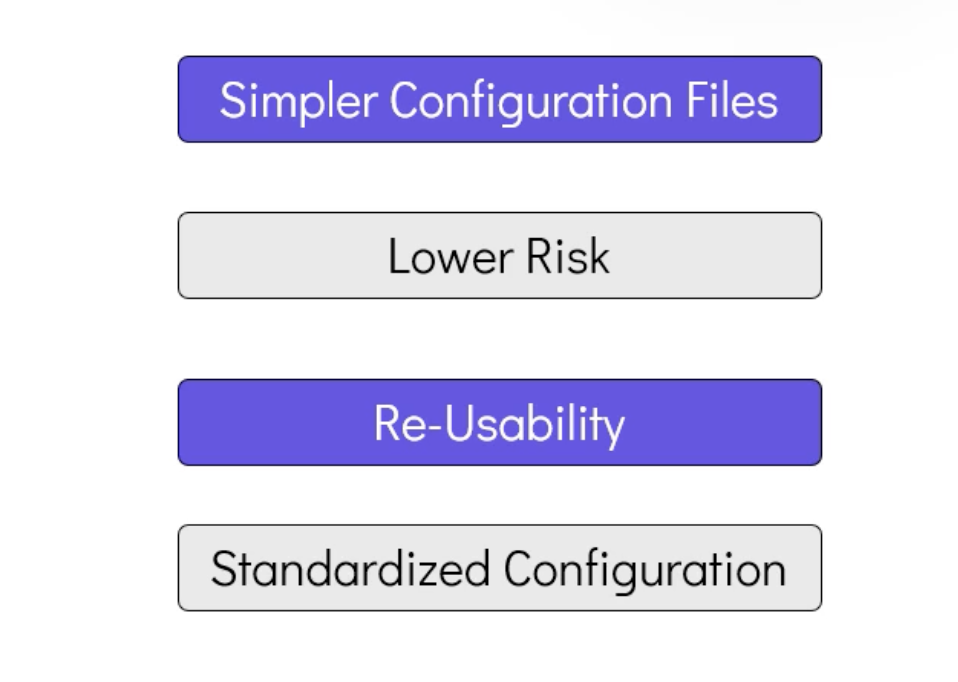 Simpler Configuration Files
Lower Risk
Re-Usability
Standardized Configuration